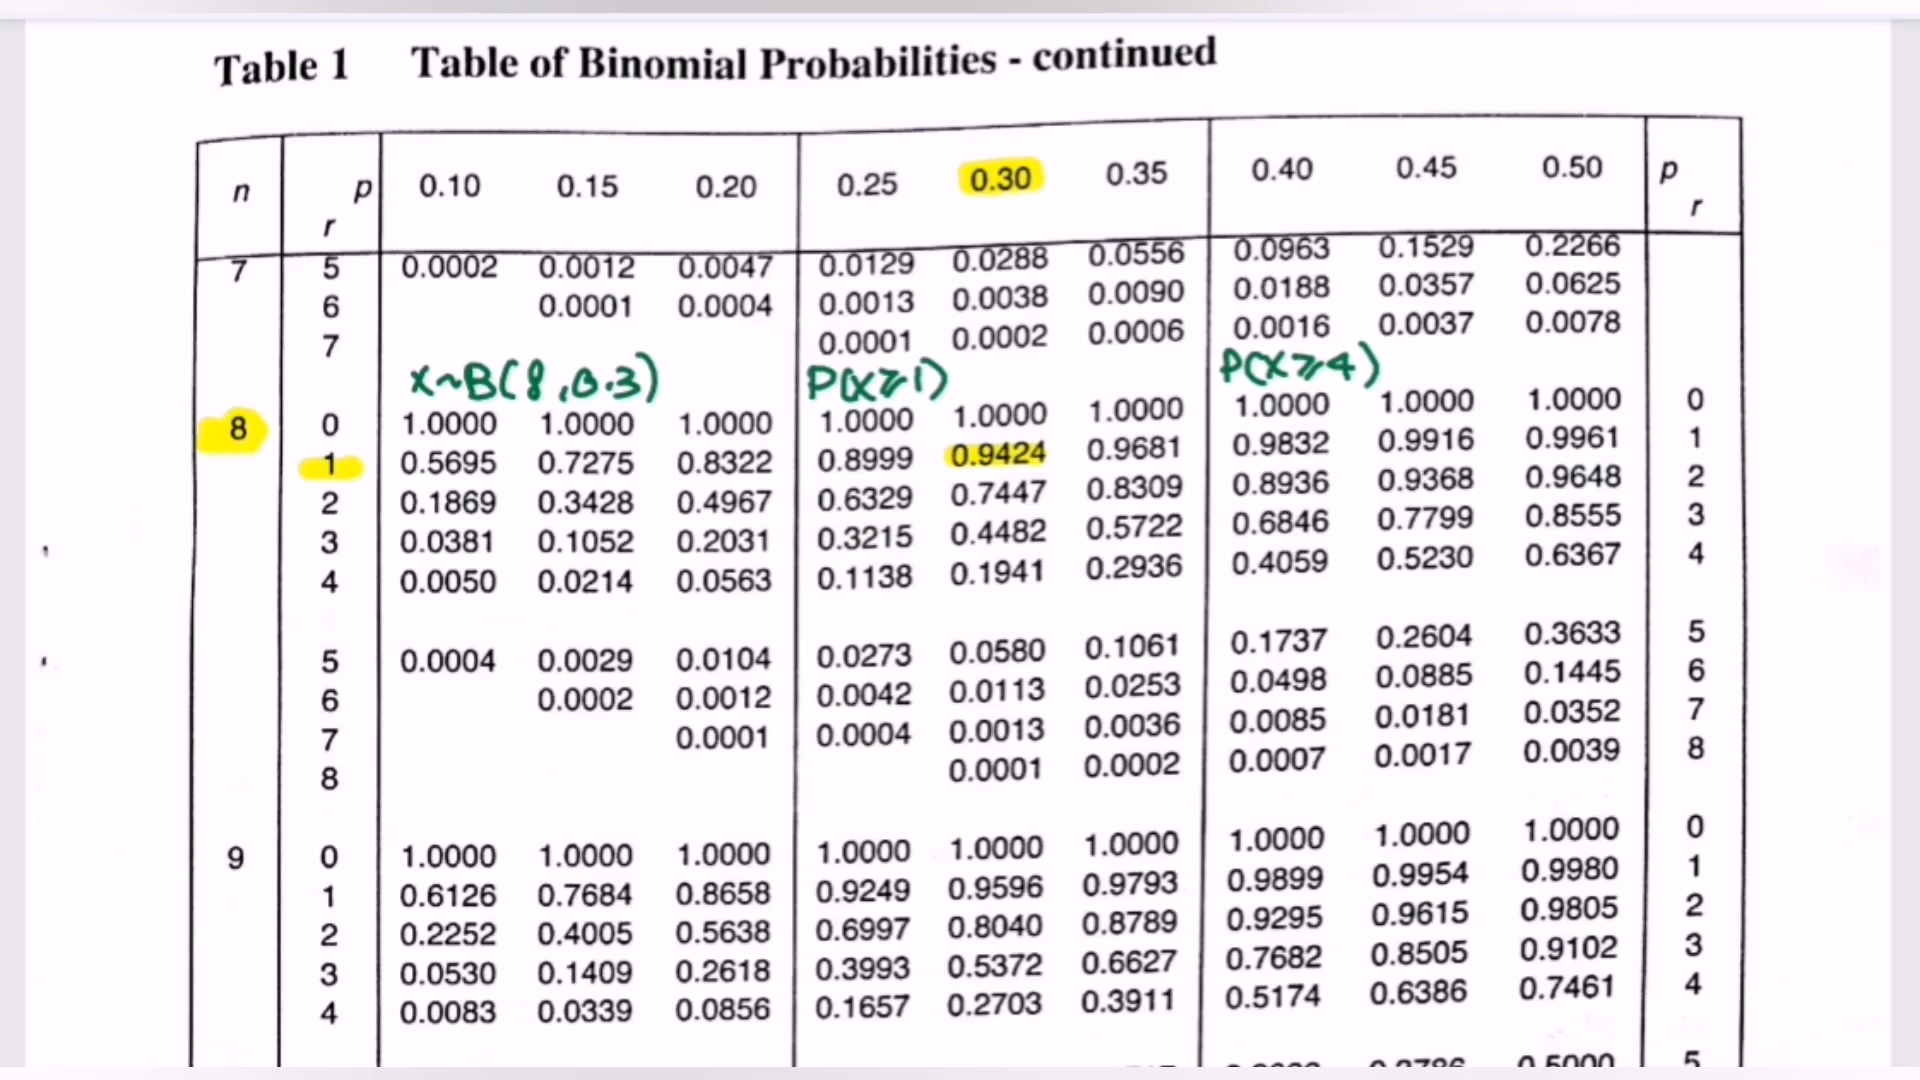 Table 1 Table of Binomial Probabilities - continued
n p r 0.10 0.15 0.20 0.25 0.30 0.35 0.40 0.45 0.50 p r
7 5 0.0002 0.0012 0.0047 0.0129 0.0288 0.0556 0.0963 0.1529 0.2266
6 0.0001 0.0004 0.0013 0.0038 0.0090 0.0188 0.0357 0.0625
7 0.0001 0.0002 0.0006 0.0016 0.0037 0.0078
X~B(8,0.3) P(X⩾1) P(X⩾4)
8 0 1.0000 1.0000 1.0000 1.0000 1.0000 1.0000 1.0000 1.0000 1.0000 0
1 0.5695 0.7275 0.8322 0.8999 0.9424 0.9681 0.9832 0.9916 0.9961 1
2 0.1869 0.3428 0.4967 0.6329 0.7447 0.8309 0.8936 0.9368 0.9648 2
3 0.0381 0.1052 0.2031 0.3215 0.4482 0.5722 0.6846 0.7799 0.8555 3
4 0.0050 0.0214 0.0563 0.1138 0.1941 0.2936 0.4059 0.5230 0.6367 4
5 0.0004 0.0029 0.0104 0.0273 0.0580 0.1061 0.1737 0.2604 0.3633 5
6 0.0002 0.0012 0.0042 0.0113 0.0253 0.0498 0.0885 0.1445 6
7 0.0001 0.0004 0.0013 0.0036 0.0085 0.0181 0.0352 7
8 0.0001 0.0002 0.0007 0.0017 0.0039 8
9 0 1.0000 1.0000 1.0000 1.0000 1.0000 1.0000 1.0000 1.0000 1.0000 0
1 0.6126 0.7684 0.8658 0.9249 0.9596 0.9793 0.9899 0.9954 0.9980 1
2 0.2252 0.4005 0.5638 0.6997 0.8040 0.8789 0.9295 0.9615 0.9805 2
3 0.0530 0.1409 0.2618 0.3993 0.5372 0.6627 0.7682 0.8505 0.9102 3
4 0.0083 0.0339 0.0856 0.1657 0.2703 0.3911 0.5174 0.6386 0.7461 4
0.5000 5